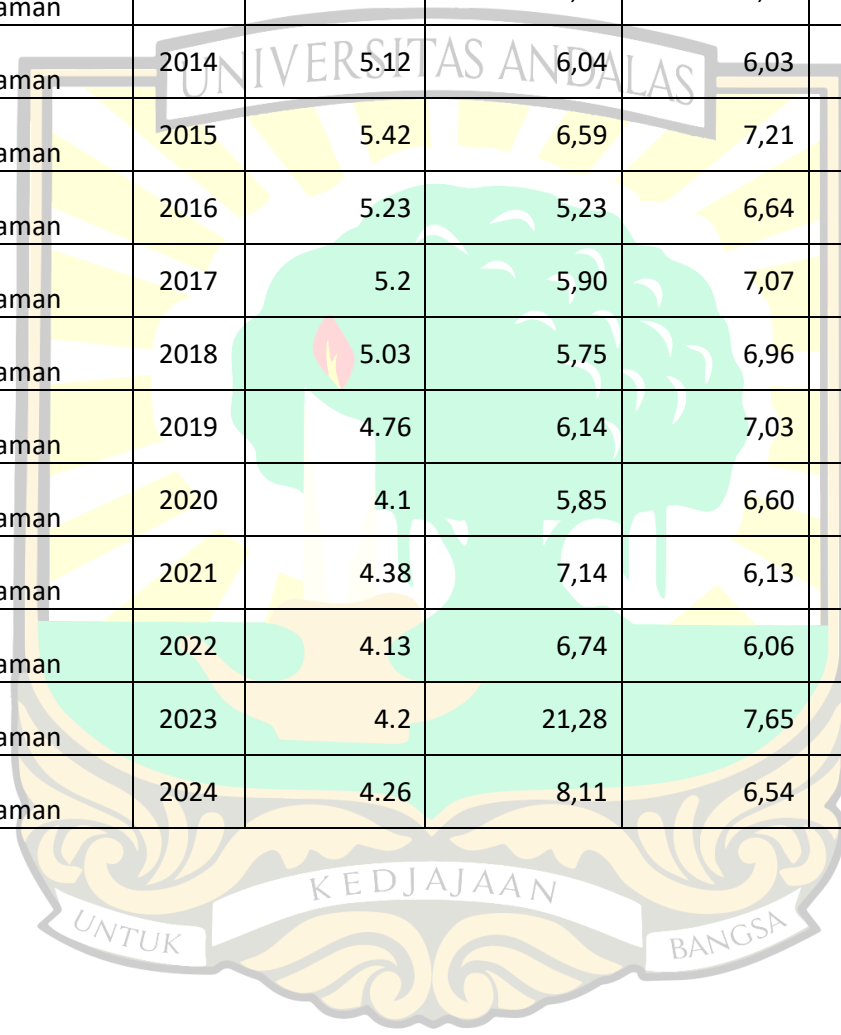 aman
UNIVERSITAS ANDALAS
aman 2014 5.12 6,04 6,03
aman 2015 5.42 6,59 7,21
aman 2016 5.23 5,23 6,64
aman 2017 5.2 5,90 7,07
aman 2018 5.03 5,75 6,96
aman 2019 4.76 6,14 7,03
aman 2020 4.1 5,85 6,60
aman 2021 4.38 7,14 6,13
aman 2022 4.13 6,74 6,06
aman 2023 4.2 21,28 7,65
aman 2024 4.26 8,11 6,54
UNTUK KEDJAJAAN BANGSA